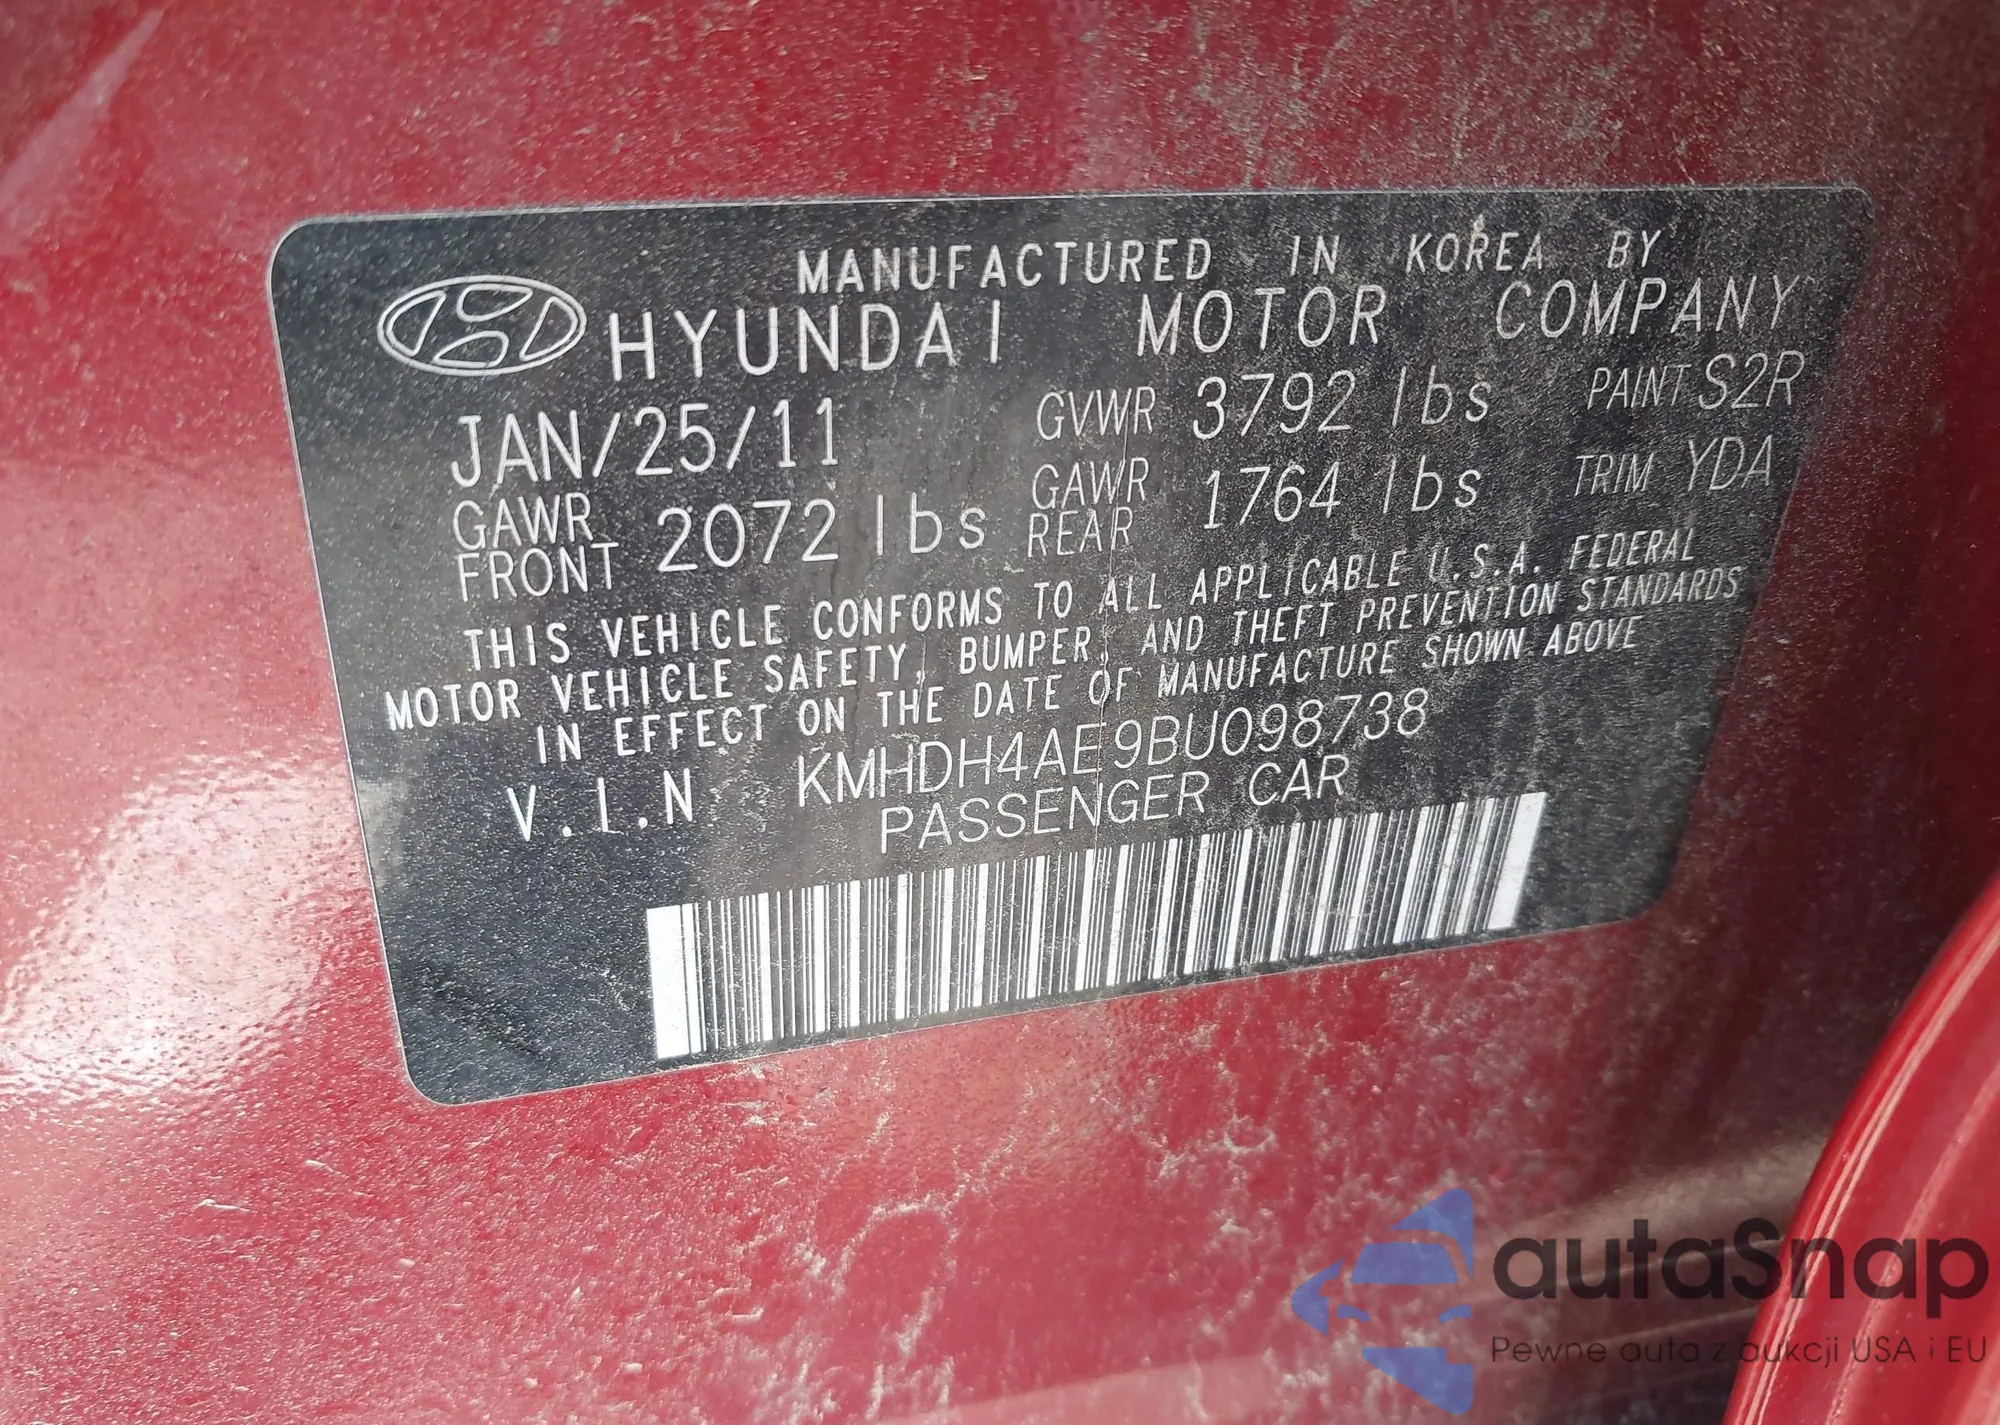 MANUFACTURED IN KOREA BY
HYUNDAI MOTOR COMPANY
JAN/25/11 GVWR 3792 lbs PAINT S2R
GAWR FRONT 2072 lbs GAWR REAR 1764 lbs TRIM YDA
THIS VEHICLE CONFORMS TO ALL APPLICABLE U.S.A. FEDERAL
MOTOR VEHICLE SAFETY, BUMPER, AND THEFT PREVENTION STANDARDS
IN EFFECT ON THE DATE OF MANUFACTURE SHOWN ABOVE
V.I.N KMHDH4AE9BU098738
PASSENGER CAR
autaSnap
Pewne auta z aukcji USA i EU